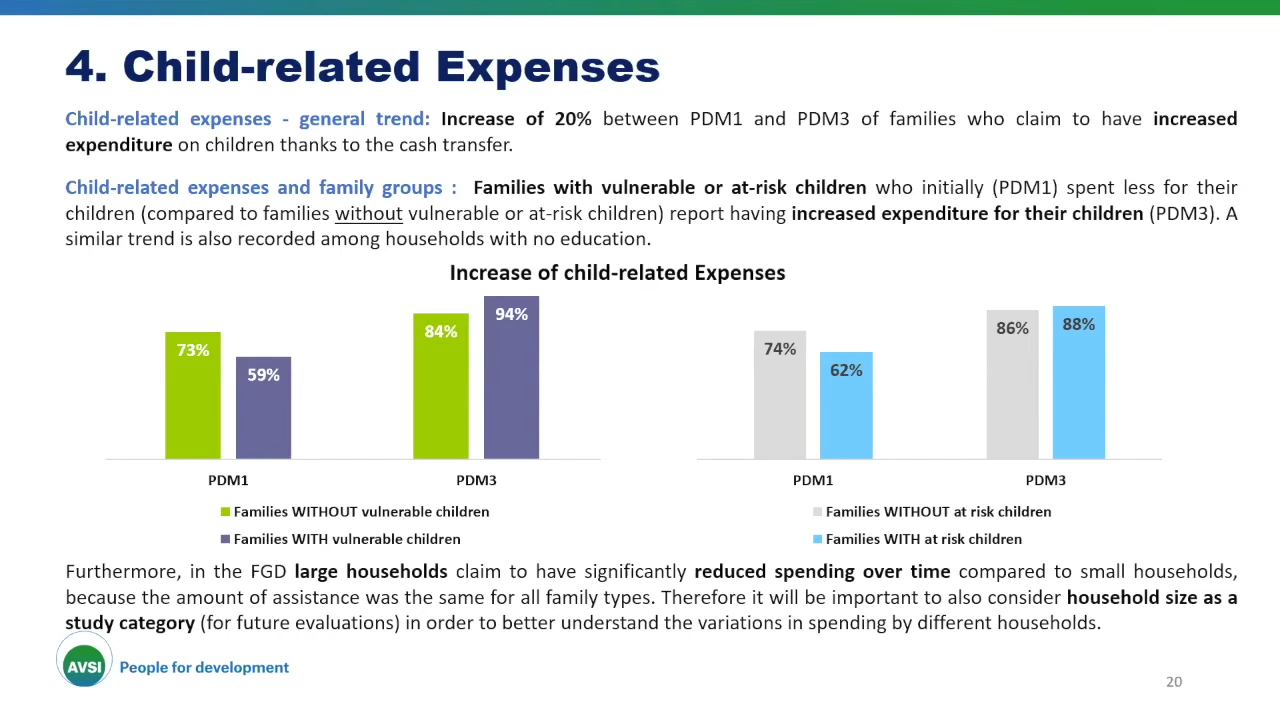 4. Child-related Expenses
Child-related expenses - general trend: Increase of 20% between PDM1 and PDM3 of families who claim to have increased
expenditure on children thanks to the cash transfer.
Child-related expenses and family groups : Families with vulnerable or at-risk children who initially (PDM1) spent less for their
children (compared to families without vulnerable or at-risk children) report having increased expenditure for their children (PDM3). A
similar trend is also recorded among households with no education.
Increase of child-related Expenses
73%
59%
84%
94%
PDM1
PDM3
Families WITHOUT vulnerable children
Families WITH vulnerable children
74%
62%
86%
88%
PDM1
PDM3
Families WITHOUT at risk children
Families WITH at risk children
Furthermore, in the FGD large households claim to have significantly reduced spending over time compared to small households,
because the amount of assistance was the same for all family types. Therefore it will be important to also consider household size as a
study category (for future evaluations) in order to better understand the variations in spending by different households.
AVSI People for development
20